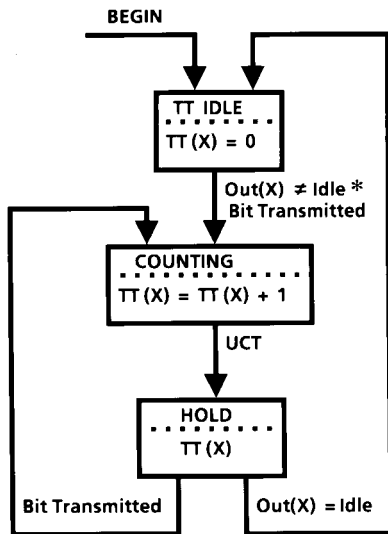 BEGIN
TT IDLE
TT(X) = 0
Out(X) ≠ Idle *
Bit Transmitted
COUNTING
TT(X) = TT(X) + 1
UCT
HOLD
TT(X)
Bit Transmitted
Out(X) = Idle